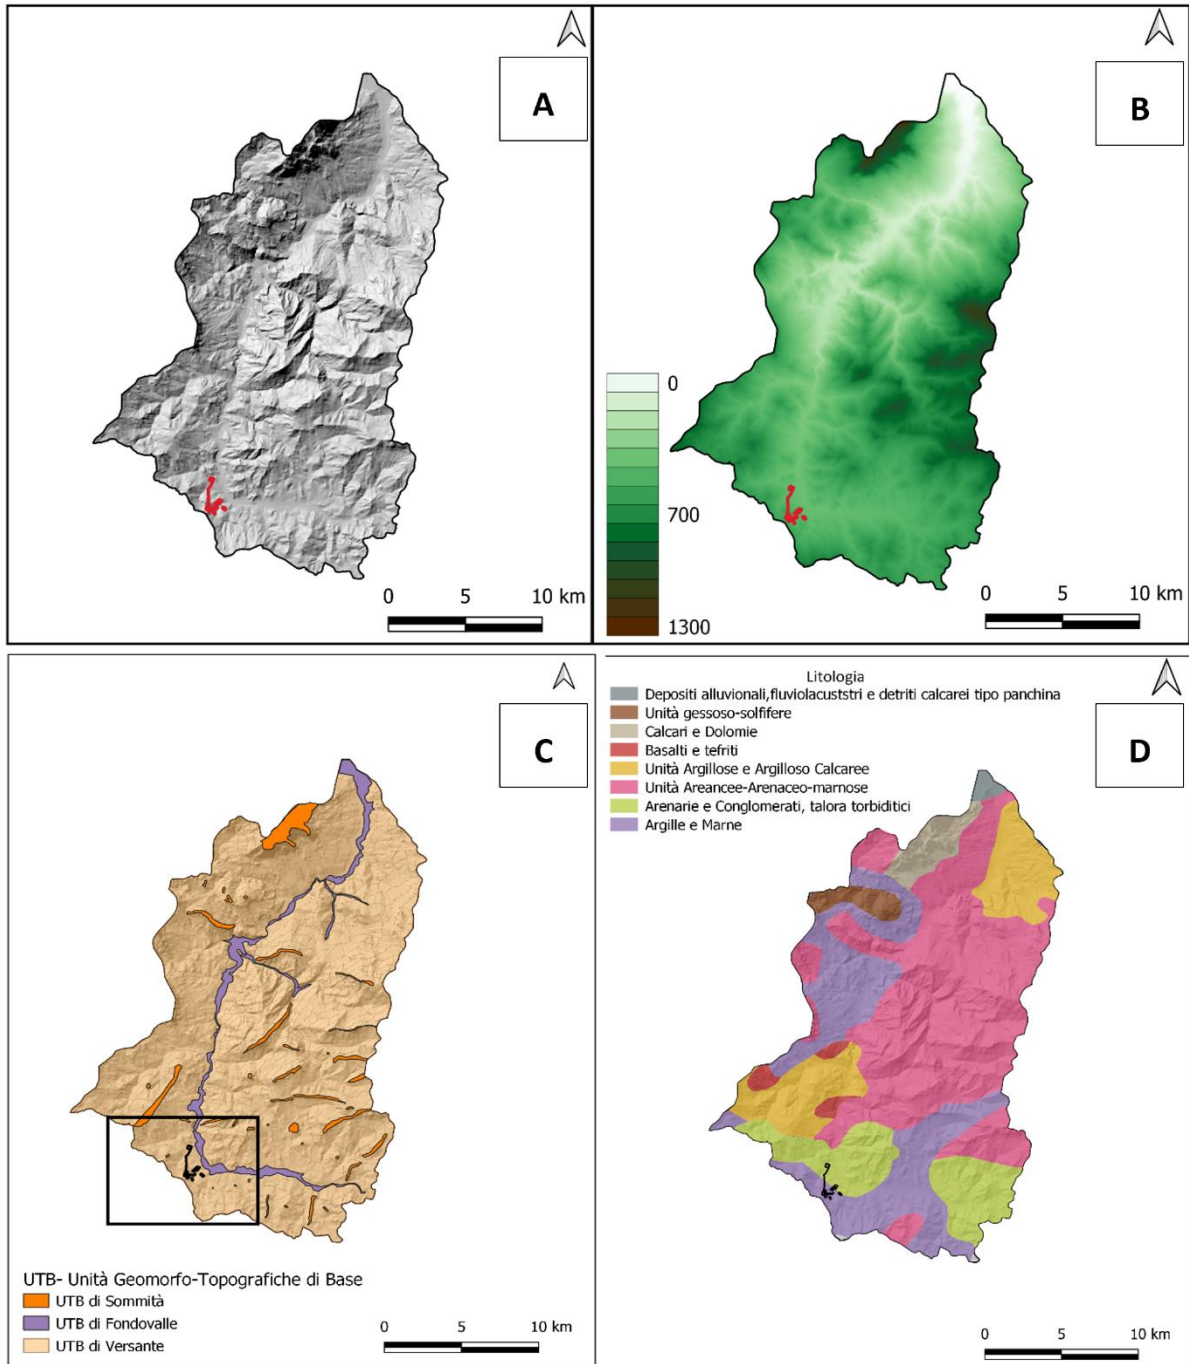 A
0 5 10 km
B
0
700
1300
0 5 10 km
C
UTB- Unità Geomorfo-Topografiche di Base
UTB di Sommità
UTB di Fondovalle
UTB di Versante
0 5 10 km
D
Litologia
Depositi alluvionali,fluviolacuststri e detriti calcarei tipo panchina
Unità gessoso-solfifere
Calcari e Dolomie
Basalti e tefriti
Unità Argillose e Argilloso Calcaree
Unità Areancee-Arenaceo-marnose
Arenarie e Conglomerati, talora torbiditici
Argille e Marne
0 5 10 km